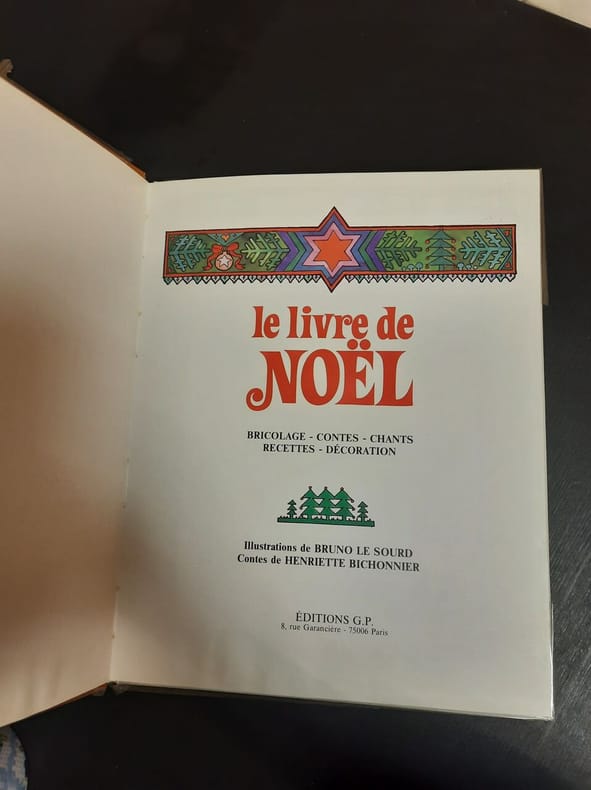 le livre de
NOËL
BRICOLAGE - CONTES - CHANTS
RECETTES - DÉCORATION
Illustrations de BRUNO LE SOURD
Contes de HENRIETTE BICHONNIER
ÉDITIONS G.P.
8, rue Garancière - 75006 Paris